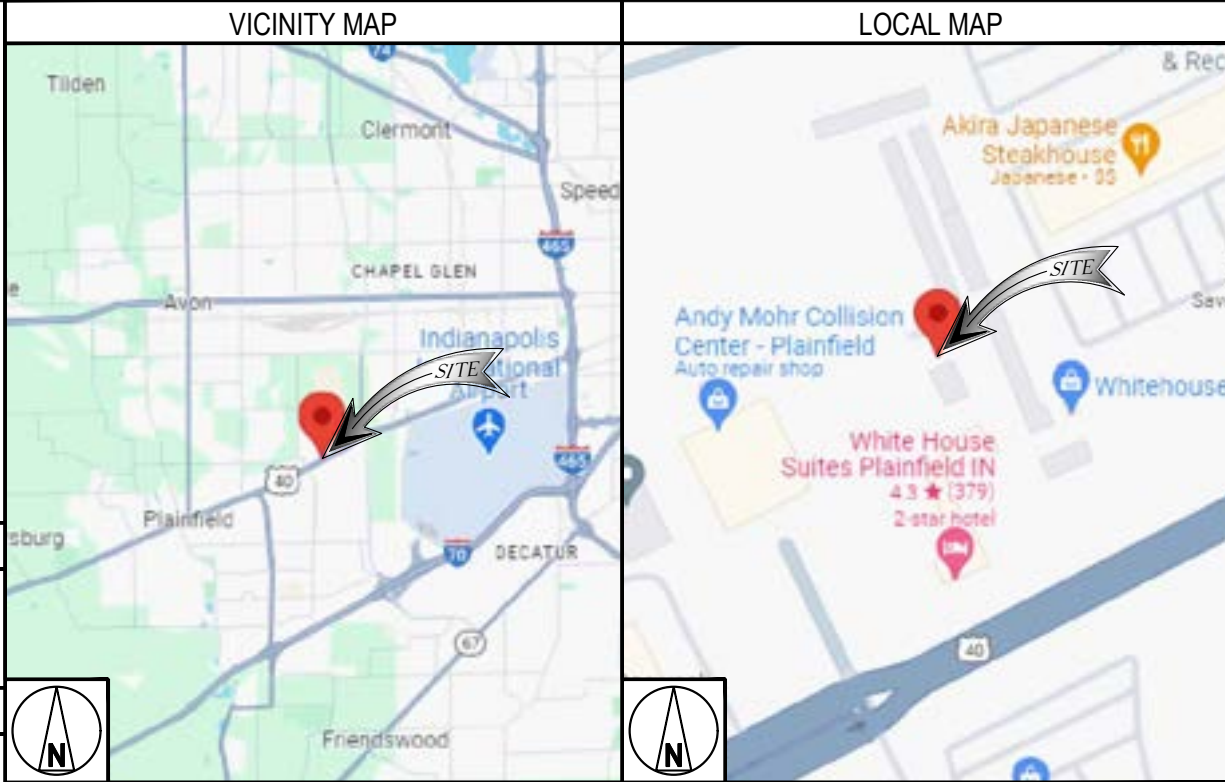 VICINITY MAP
74
Tilden
Clermont
Speed
465
CHAPEL GLEN
e
Avon
Indianapolis
national
Airport
SITE
40
465
Plainfield
sburg
70
DECATUR
67
Friendswood
N
LOCAL MAP
& Rec
Akira Japanese
Steakhouse
Japanese · $$
SITE
Sav
Andy Mohr Collision
Center - Plainfield
Auto repair shop
Whitehouse
White House
Suites Plainfield IN
4.3 ★ (379)
2-star hotel
40
N